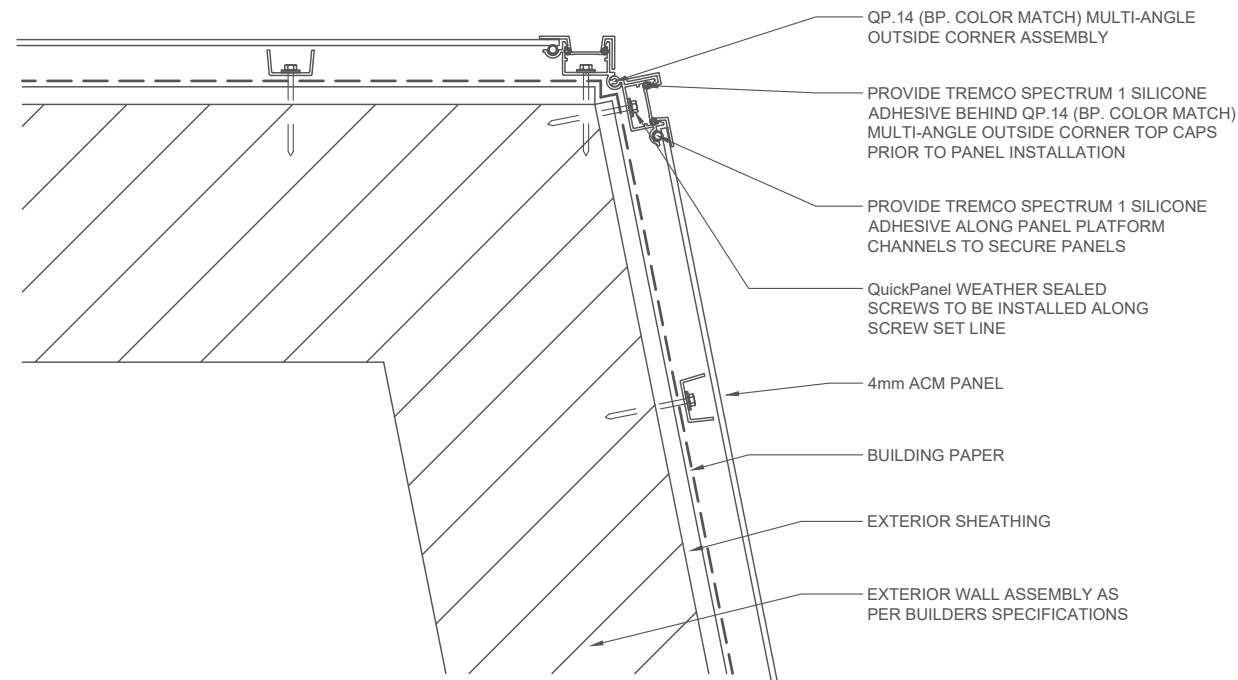 QP.14 (BP. COLOR MATCH) MULTI-ANGLE
OUTSIDE CORNER ASSEMBLY
PROVIDE TREMCO SPECTRUM 1 SILICONE
ADHESIVE BEHIND QP.14 (BP. COLOR MATCH)
MULTI-ANGLE OUTSIDE CORNER TOP CAPS
PRIOR TO PANEL INSTALLATION
PROVIDE TREMCO SPECTRUM 1 SILICONE
ADHESIVE ALONG PANEL PLATFORM
CHANNELS TO SECURE PANELS
QuickPanel WEATHER SEALED
SCREWS TO BE INSTALLED ALONG
SCREW SET LINE
4mm ACM PANEL
BUILDING PAPER
EXTERIOR SHEATHING
EXTERIOR WALL ASSEMBLY AS
PER BUILDERS SPECIFICATIONS